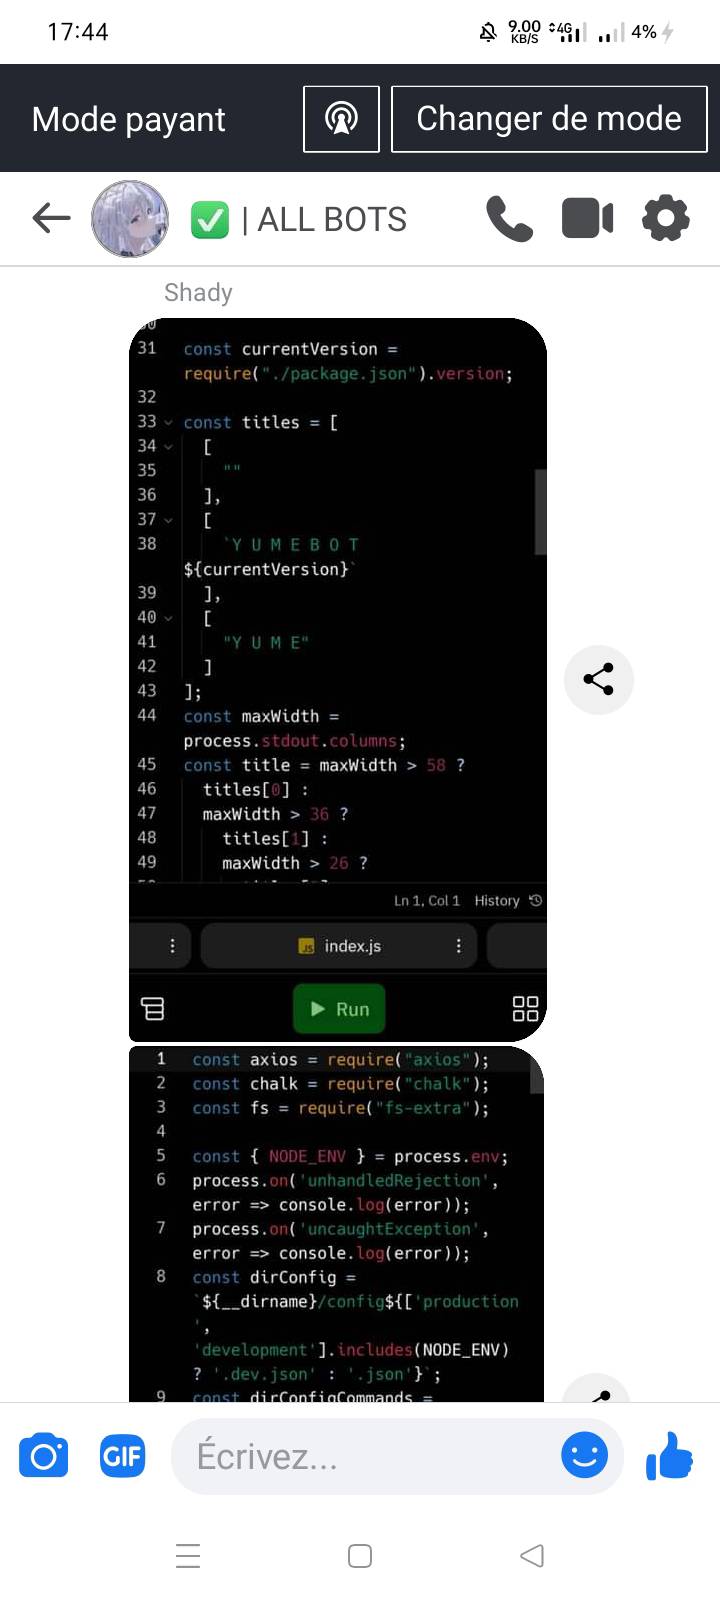 17:44
9.00 KB/S 4G 4%
Mode payant
Changer de mode
✅ | ALL BOTS
Shady
31 const currentVersion =
require("./package.json").version;
32
33 const titles = [
34 [
35 ""
36 ],
37 [
38 `Y U M E B O T
${currentVersion}`
39 ],
40 [
41 "Y U M E"
42 ]
43 ];
44 const maxWidth =
process.stdout.columns;
45 const title = maxWidth > 58 ?
46 titles[0] :
47 maxWidth > 36 ?
48 titles[1] :
49 maxWidth > 26 ?
Ln 1, Col 1 History
JS index.js
Run
1 const axios = require("axios");
2 const chalk = require("chalk");
3 const fs = require("fs-extra");
4
5 const { NODE_ENV } = process.env;
6 process.on('unhandledRejection',
error => console.log(error));
7 process.on('uncaughtException',
error => console.log(error));
8 const dirConfig =
`${__dirname}/config${['production
',
'development'].includes(NODE_ENV)
? '.dev.json' : '.json'}`;
9 const dirConfigCommands =
GIF
Écrivez...